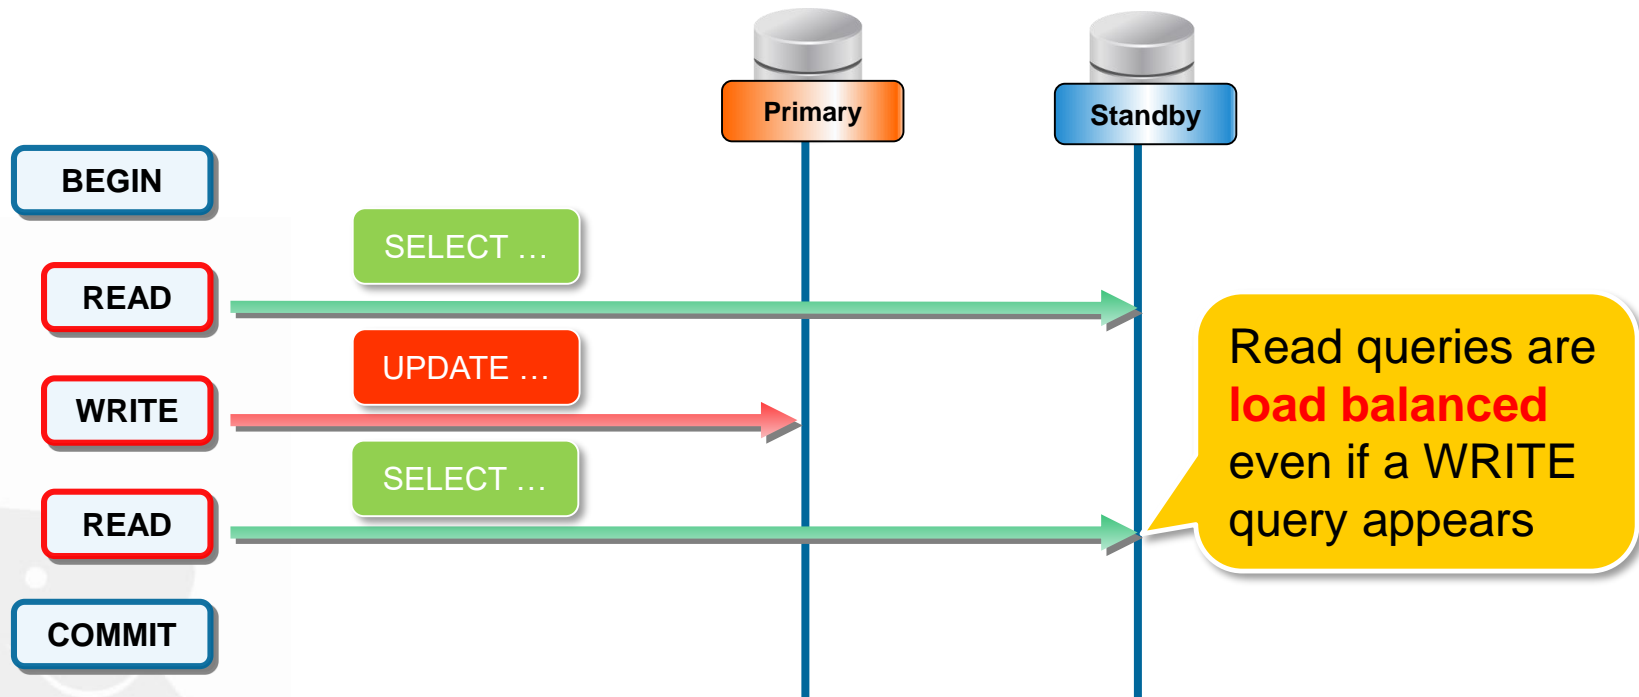 Primary
Standby
BEGIN
SELECT …
READ
UPDATE …
WRITE
SELECT …
READ
COMMIT
Read queries are
load balanced
even if a WRITE
query appears